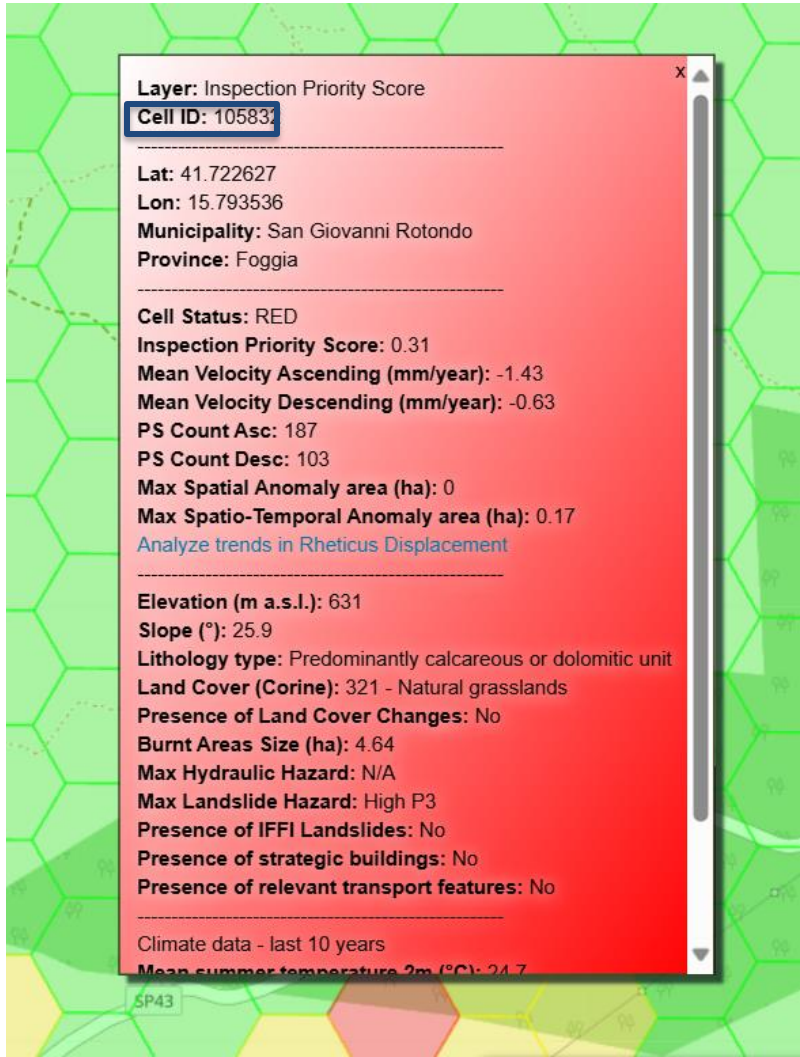 x
Layer: Inspection Priority Score
Cell ID: 105832
------------------------------------------------------
Lat: 41.722627
Lon: 15.793536
Municipality: San Giovanni Rotondo
Province: Foggia
------------------------------------------------------
Cell Status: RED
Inspection Priority Score: 0.31
Mean Velocity Ascending (mm/year): -1.43
Mean Velocity Descending (mm/year): -0.63
PS Count Asc: 187
PS Count Desc: 103
Max Spatial Anomaly area (ha): 0
Max Spatio-Temporal Anomaly area (ha): 0.17
Analyze trends in Rheticus Displacement
------------------------------------------------------
Elevation (m a.s.l.): 631
Slope (°): 25.9
Lithology type: Predominantly calcareous or dolomitic unit
Land Cover (Corine): 321 - Natural grasslands
Presence of Land Cover Changes: No
Burnt Areas Size (ha): 4.64
Max Hydraulic Hazard: N/A
Max Landslide Hazard: High P3
Presence of IFFI Landslides: No
Presence of strategic buildings: No
Presence of relevant transport features: No
------------------------------------------------------
Climate data - last 10 years
Mean summer temperature 2m (°C): 24.7
SP43